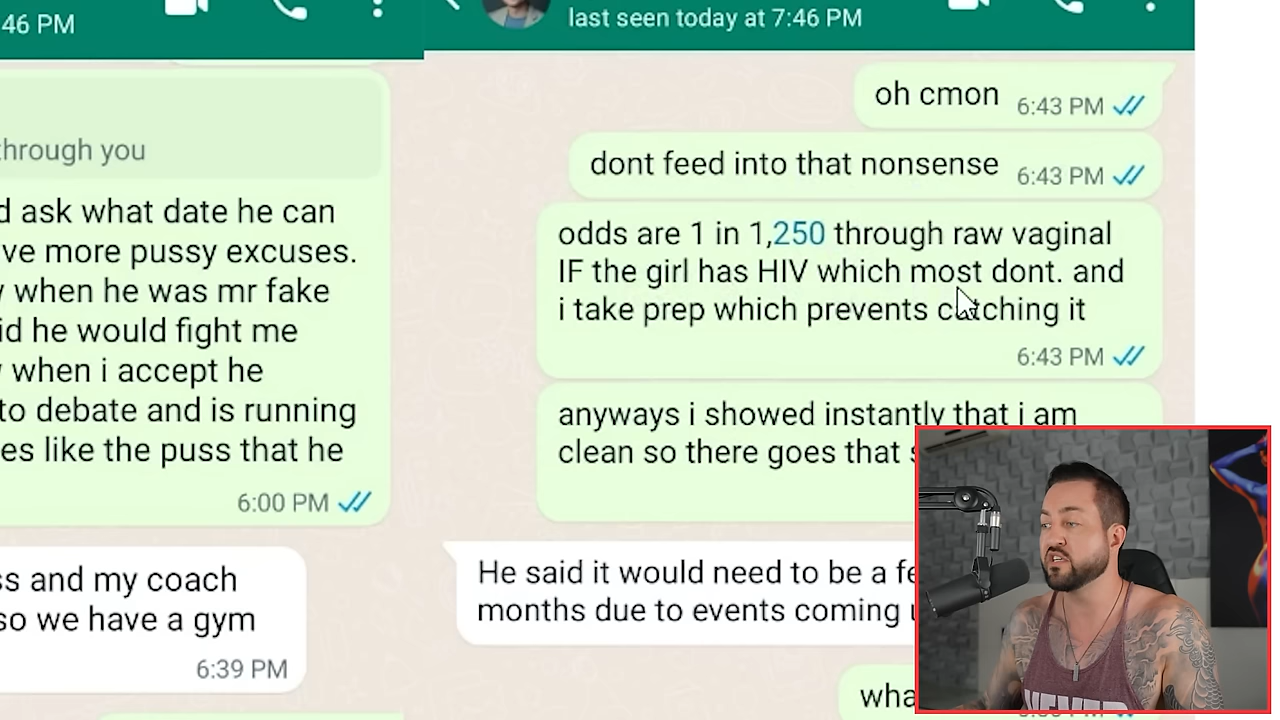 46 PM
through you
d ask what date he can
ve more pussy excuses.
when he was mr fake
id he would fight me
when i accept he
to debate and is running
es like the puss that he
6:00 PM
ss and my coach
so we have a gym
6:39 PM
last seen today at 7:46 PM
oh cmon 6:43 PM
dont feed into that nonsense 6:43 PM
odds are 1 in 1,250 through raw vaginal
IF the girl has HIV which most dont. and
i take prep which prevents catching it
6:43 PM
anyways i showed instantly that i am
clean so there goes that s
He said it would need to be a fe
months due to events coming u
wha